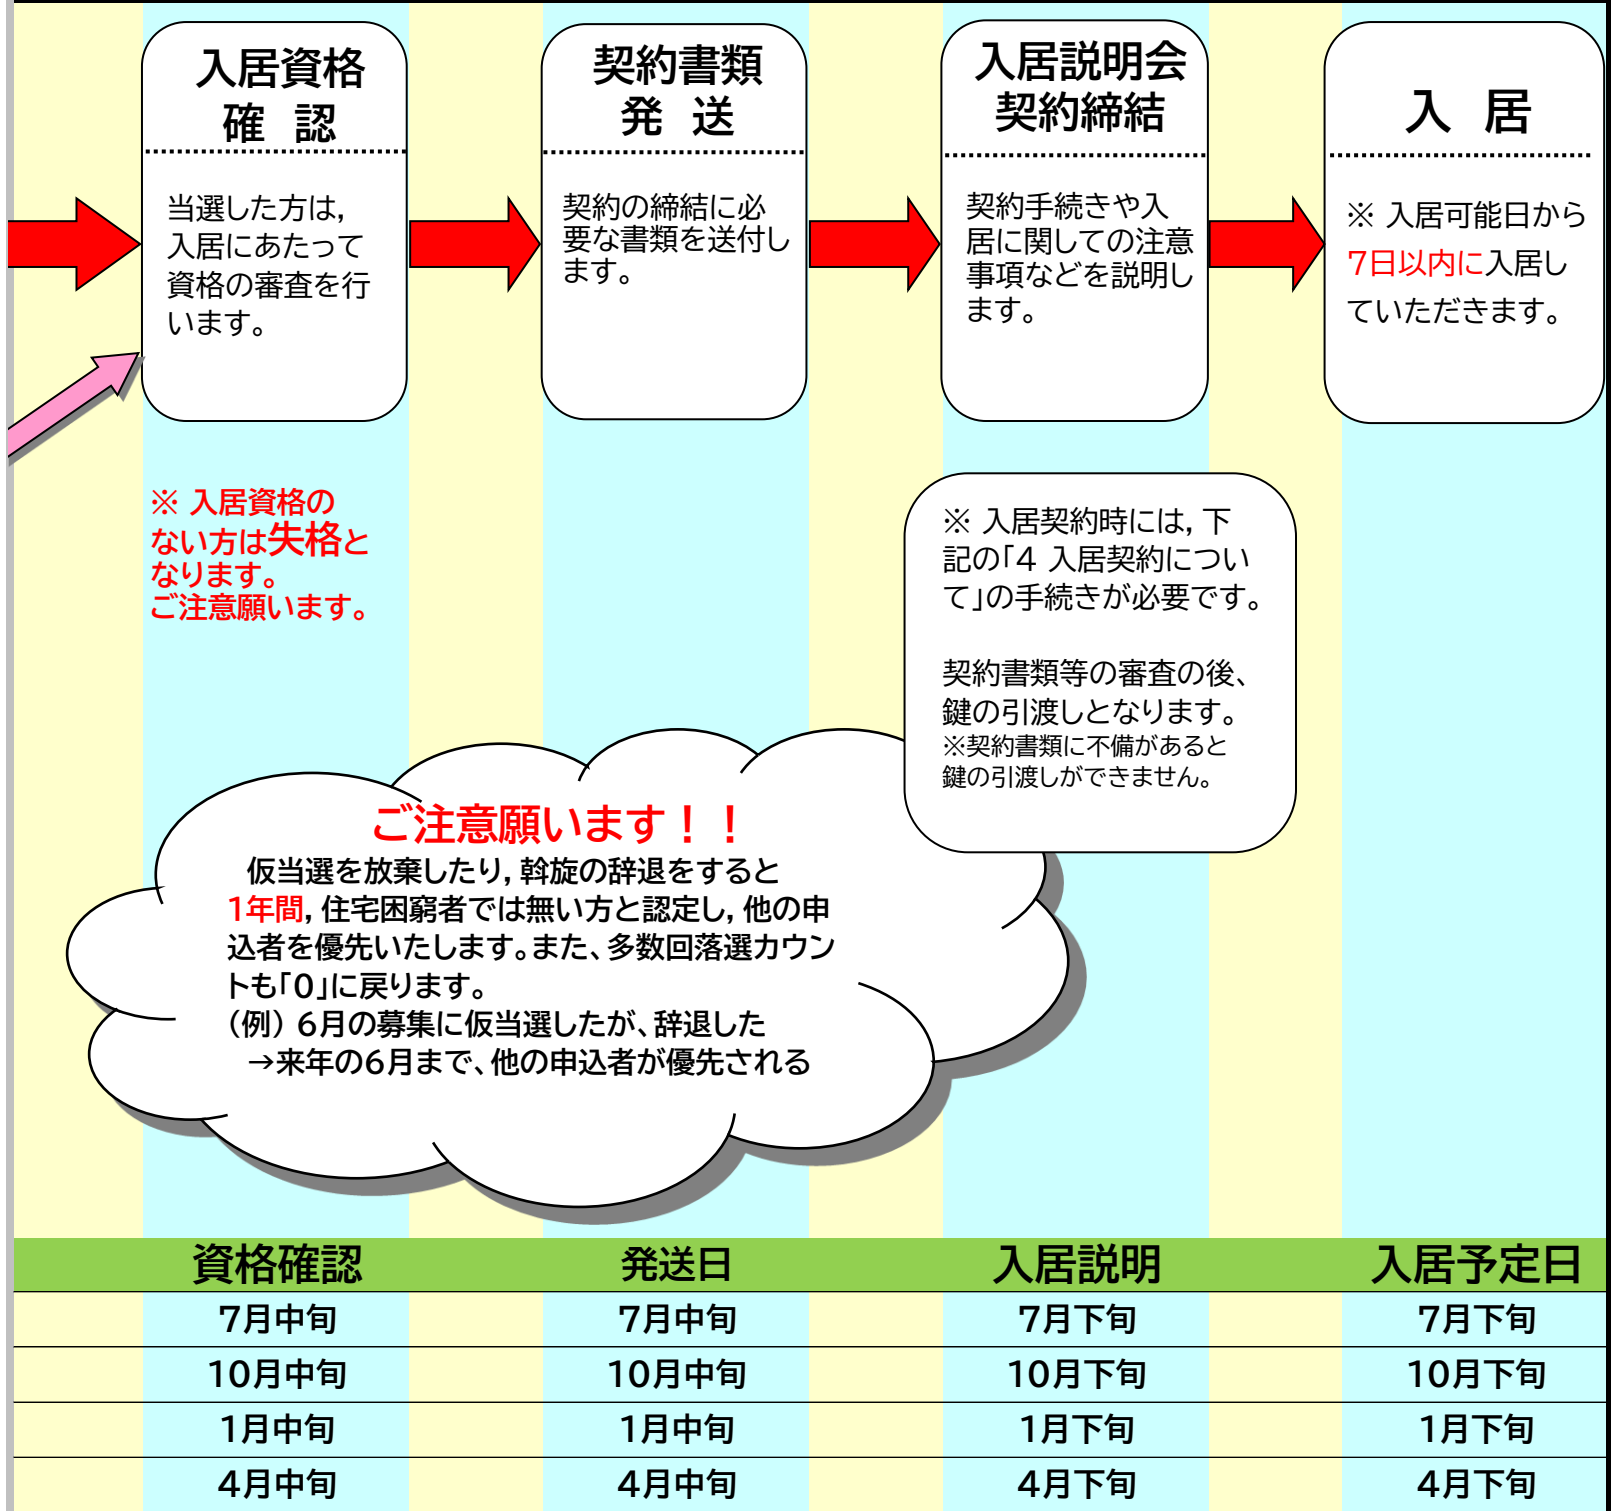 入居資格
確 認
当選した方は,
入居にあたって
資格の審査を行
います。
契約書類
発 送
契約の締結に必
要な書類を送付し
ます。
入居説明会
契約締結
契約手続きや入
居に関しての注意
事項などを説明し
ます。
入 居
※ 入居可能日から
7日以内に入居し
ていただきます。
※ 入居資格の
ない方は失格と
なります。
ご注意願います。
※ 入居契約時には,下
記の「4 入居契約につい
て」の手続きが必要です。
契約書類等の審査の後、
鍵の引渡しとなります。
※契約書類に不備があると
鍵の引渡しができません。
ご注意願います！！
仮当選を放棄したり,斡旋の辞退をすると
1年間,住宅困窮者では無い方と認定し,他の申
込者を優先いたします。また、多数回落選カウン
トも「0」に戻ります。
(例) 6月の募集に仮当選したが、辞退した
→来年の6月まで、他の申込者が優先される
資格確認 発送日 入居説明 入居予定日
7月中旬 7月中旬 7月下旬 7月下旬
10月中旬 10月中旬 10月下旬 10月下旬
1月中旬 1月中旬 1月下旬 1月下旬
4月中旬 4月中旬 4月下旬 4月下旬